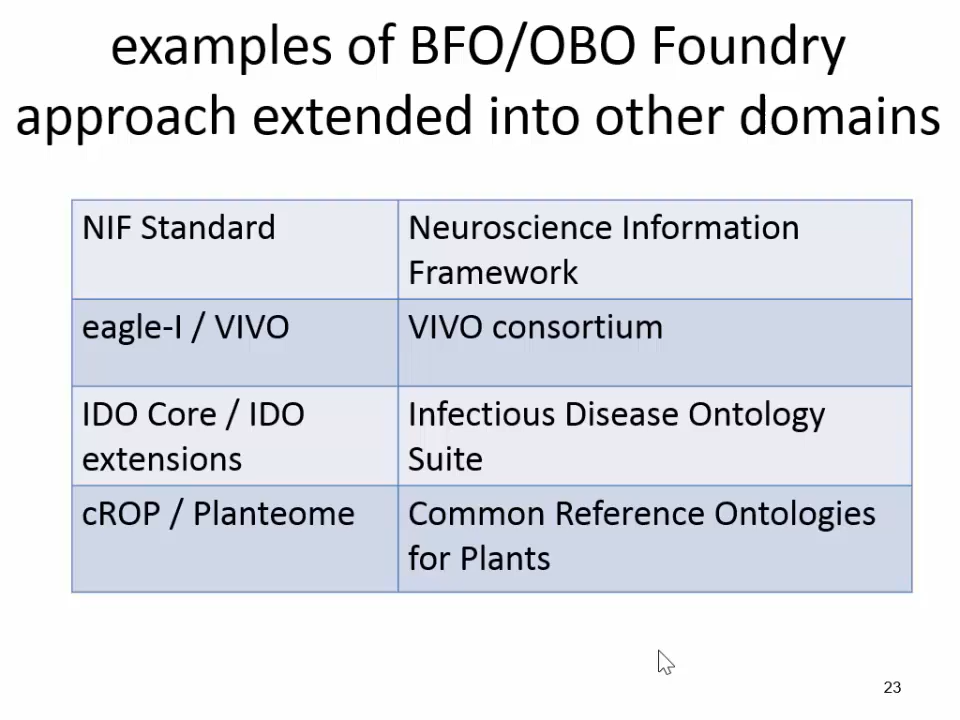 examples of BFO/OBO Foundry
approach extended into other domains
NIF Standard
Neuroscience Information
Framework
eagle-I / VIVO
VIVO consortium
IDO Core / IDO
extensions
Infectious Disease Ontology
Suite
cROP / Planteome
Common Reference Ontologies
for Plants
23